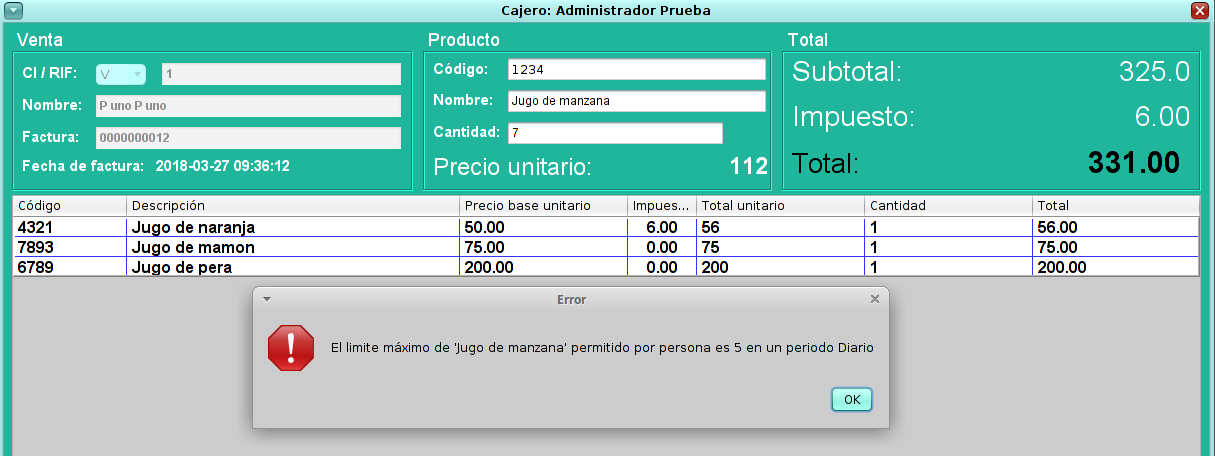 Cajero: Administrador Prueba
Venta
CI / RIF: V 1
Nombre: P uno P uno
Factura: 0000000012
Fecha de factura: 2018-03-27 09:36:12
Producto
Código: 1234
Nombre: Jugo de manzana
Cantidad: 7
Precio unitario: 112
Total
Subtotal: 325.0
Impuesto: 6.00
Total: 331.00
Código Descripción Precio base unitario Impues... Total unitario Cantidad Total
4321 Jugo de naranja 50.00 6.00 56 1 56.00
7893 Jugo de mamon 75.00 0.00 75 1 75.00
6789 Jugo de pera 200.00 0.00 200 1 200.00
Error
El limite máximo de 'Jugo de manzana' permitido por persona es 5 en un periodo Diario
OK